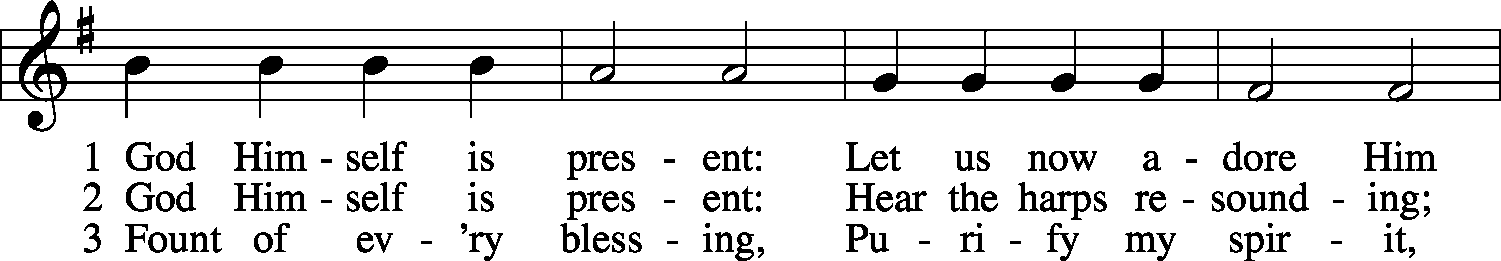 1 God Him - self is pres - ent: Let us now a - dore Him
2 God Him - self is pres - ent: Hear the harps re - sound - ing;
3 Fount of ev - 'ry bless - ing, Pu - ri - fy my spir - it,